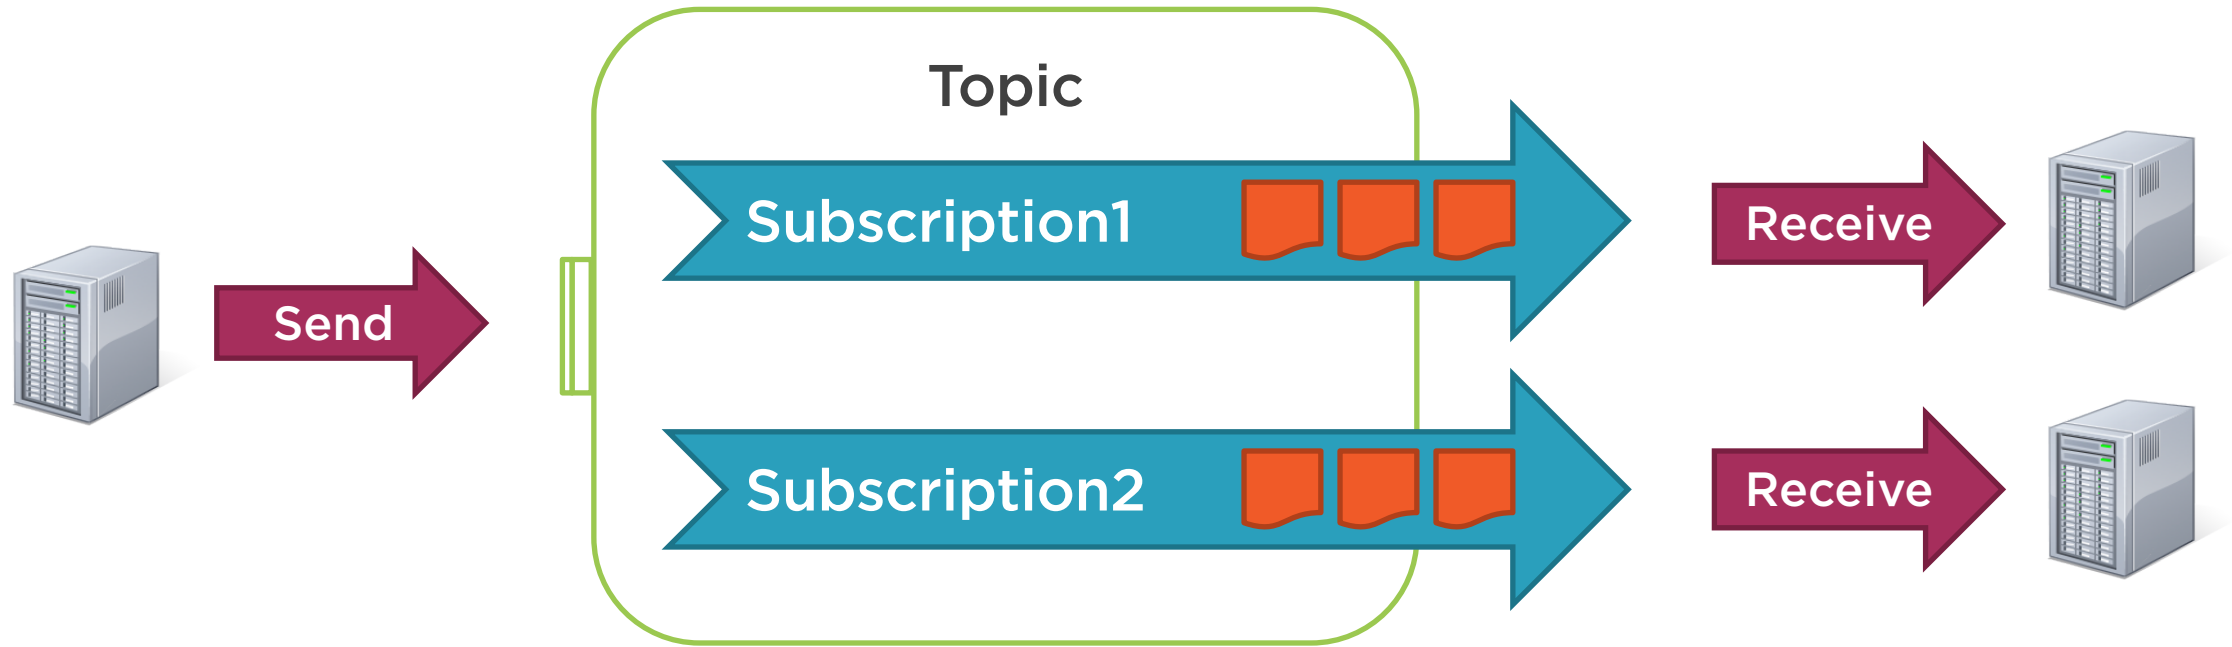 Topic
Subscription1
Receive
Send
Subscription2
Receive